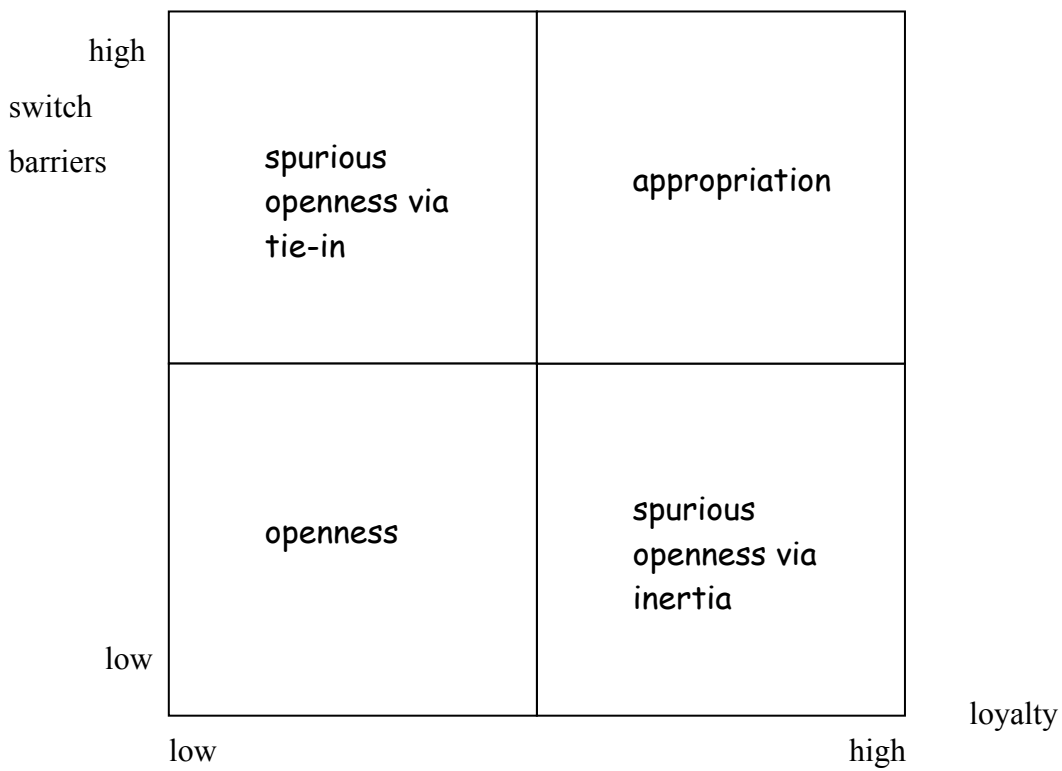 high
switch
barriers
spurious
openness via
tie-in
appropriation
openness
spurious
openness via
inertia
low
loyalty
low high